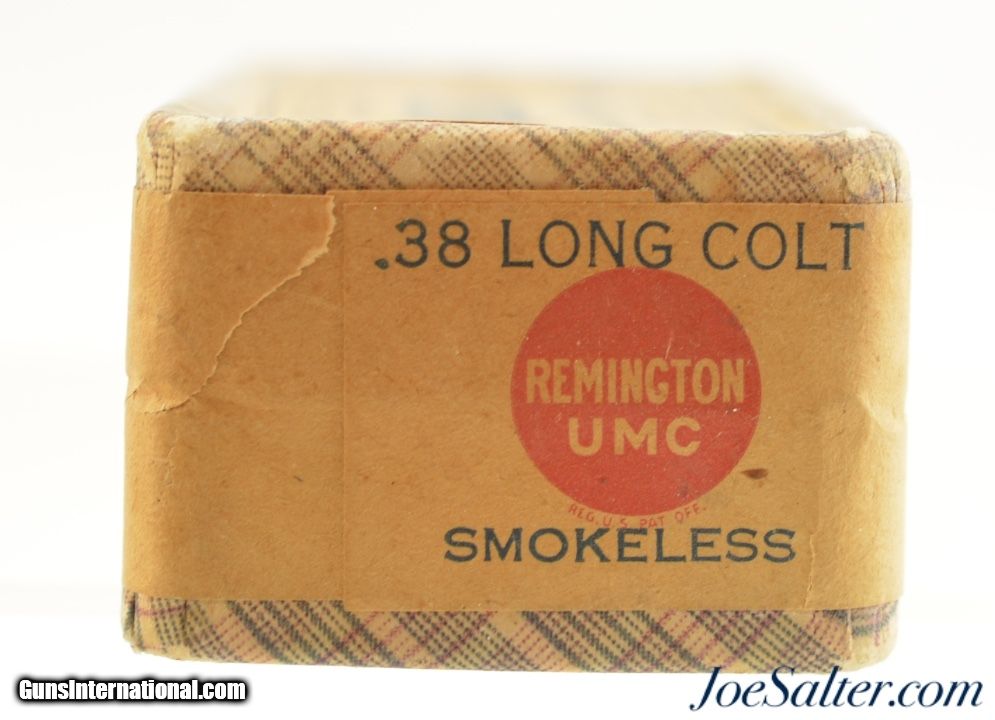 .38 LONG COLT
REMINGTON
UMC
REG. U.S. PAT. OFF.
SMOKELESS
GunsInternational.com
JoeSalter.com